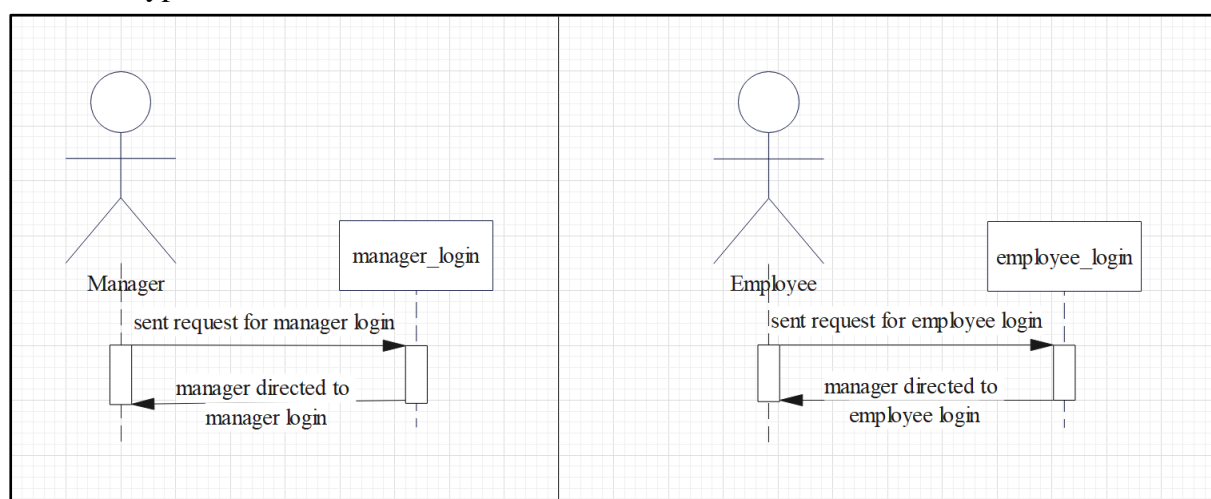 manager_login
Manager
sent request for manager login
manager directed to
manager login
employee_login
Employee
sent request for employee login
manager directed to
employee login